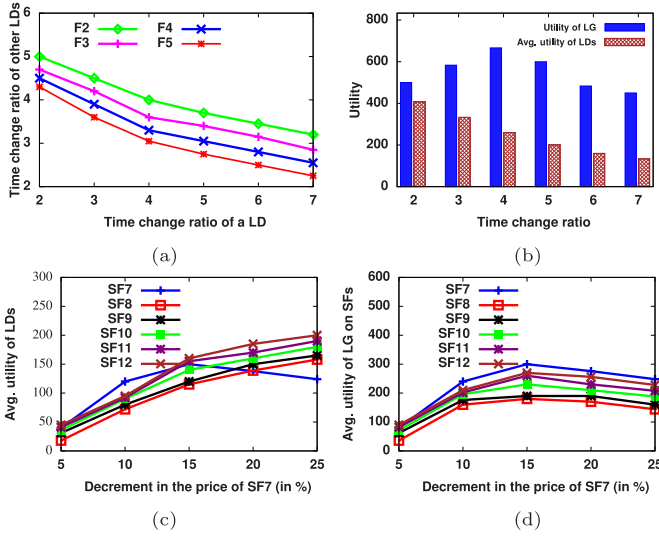 Time change ratio of other LDs
6
5
4
3
2
F2
F3
F4
F5
2 3 4 5 6 7
Time change ratio of a LD
(a)
Utility
800
600
400
200
0
Utility of LG
Avg. utility of LDs
2 3 4 5 6 7
Time change ratio
(b)
Avg. utility of LDs
300
250
200
150
100
50
0
SF7
SF8
SF9
SF10
SF11
SF12
5 10 15 20 25
Decrement in the price of SF7 (in %)
(c)
Avg. utility of LG on SFs
600
500
400
300
200
100
0
SF7
SF8
SF9
SF10
SF11
SF12
5 10 15 20 25
Decrement in the price of SF7 (in %)
(d)